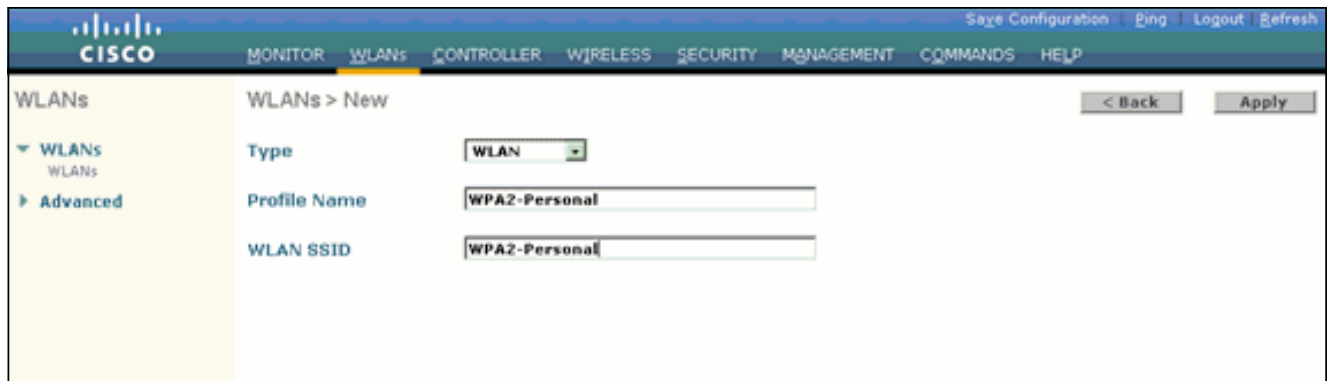 Save Configuration Ping Logout Refresh
CISCO MONITOR WLANs CONTROLLER WIRELESS SECURITY MANAGEMENT COMMANDS HELP
WLANs
WLANs
WLANs
Advanced
WLANs > New
< Back Apply
Type WLAN
Profile Name WPA2-Personal
WLAN SSID WPA2-Personal